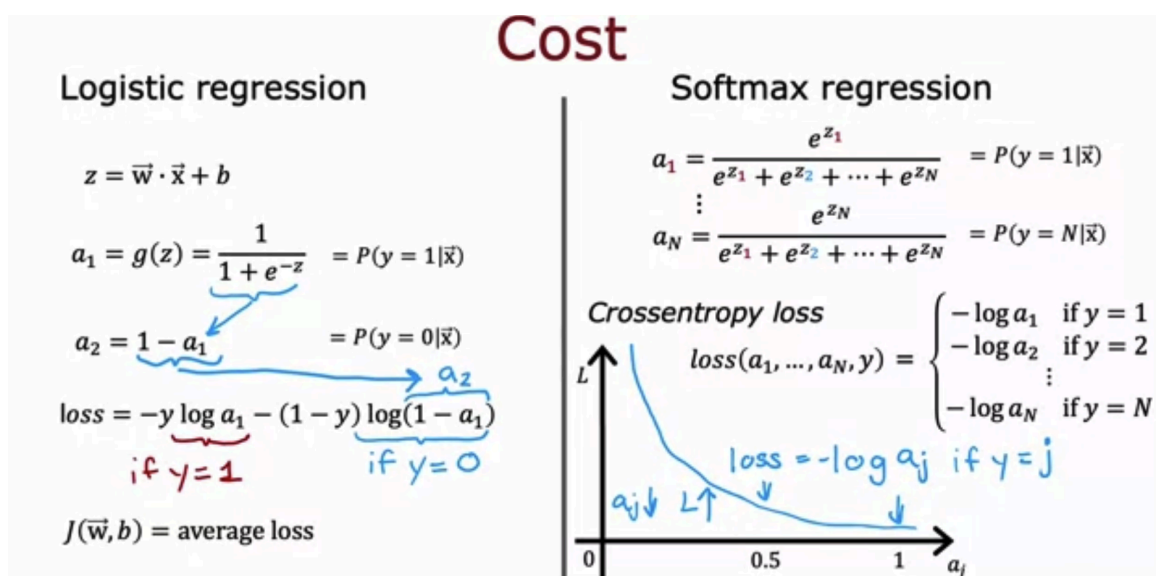 Cost
Logistic regression
z = w⃗ · x⃗ + b
a₁ = g(z) = 1 / (1 + e⁻ᶻ) = P(y = 1|x⃗)
a₂ = 1 − a₁ = P(y = 0|x⃗)
a₂
loss = −y log a₁ − (1 − y) log(1 − a₁)
if y=1 if y=0
J(w⃗, b) = average loss
Softmax regression
a₁ = e^z₁ / (e^z₁ + e^z₂ + ⋯ + e^z_N) = P(y = 1|x⃗)
⋮
a_N = e^z_N / (e^z₁ + e^z₂ + ⋯ + e^z_N) = P(y = N|x⃗)
Crossentropy loss
loss(a₁, …, a_N, y) = { −log a₁ if y = 1
−log a₂ if y = 2
⋮
−log a_N if y = N
L
loss = -log aj if y=j
aj↓ L↑
0 0.5 1 aⱼ